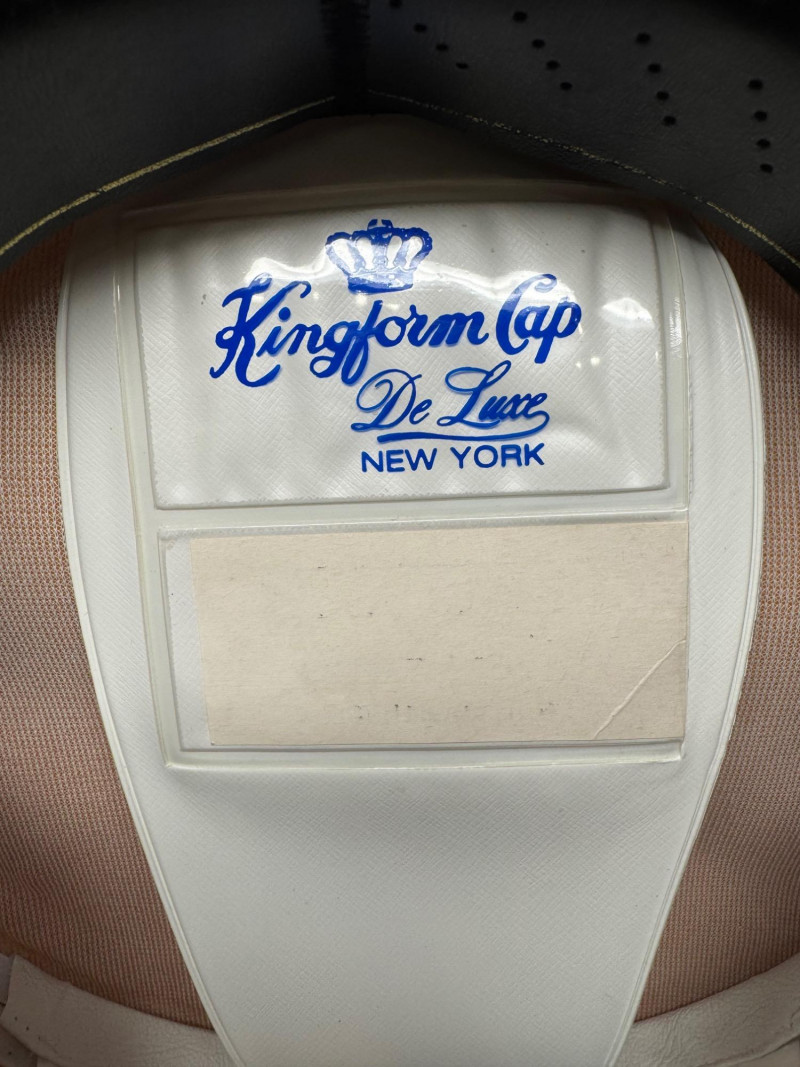 Kingform Cap
De Luxe
NEW YORK